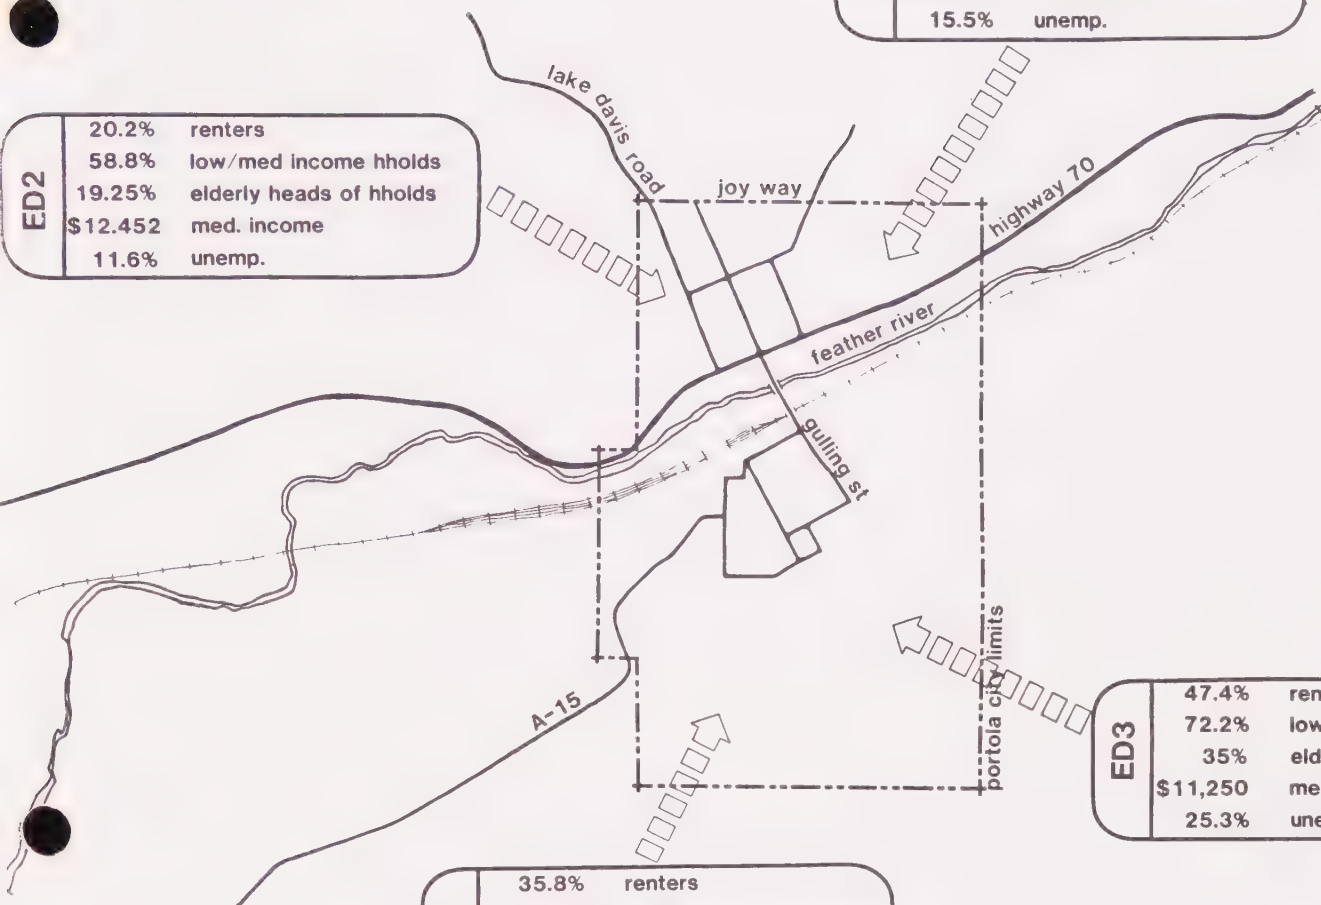 15.5% unemp.
lake davis road
ED2
20.2% renters
58.8% low/med income hholds
19.25% elderly heads of hholds
$12.452 med. income
11.6% unemp.
joy way
highway 70
feather river
gulling st
portola city limits
A-15
ED3
47.4% ren
72.2% low
35% eld
$11,250 me
25.3% une
35.8% renters